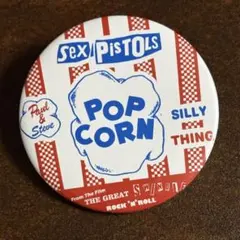 SEX PISTOLS
POP
CORN
Paul
&
Steve
SILLY
THING
From The Film
THE GREAT
ROCK 'N' ROLL